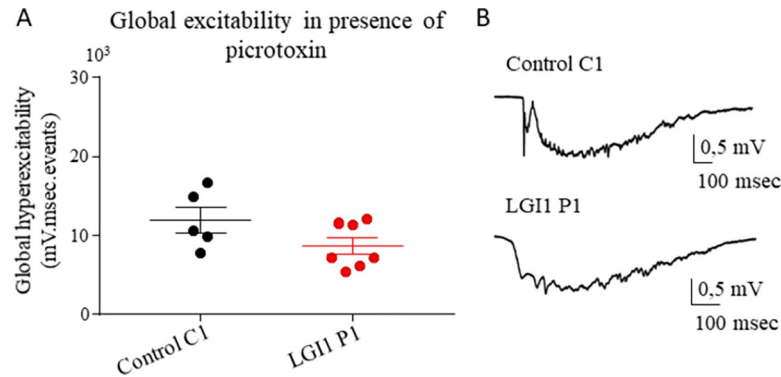 A
Global excitability in presence of
picrotoxin
10³
Global hyperexcitability
(mV.msec.events)
30
20
10
0
Control C1
LGI1 P1
B
Control C1
0,5 mV
100 msec
LGI1 P1
0,5 mV
100 msec